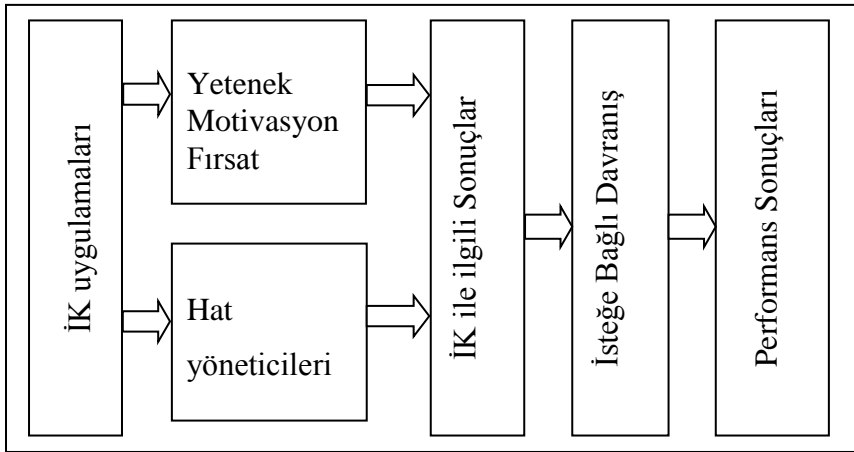 İK uygulamaları
Yetenek
Motivasyon
Fırsat
Hat
yöneticileri
İK ile ilgili Sonuçlar
İsteğe Bağlı Davranış
Performans Sonuçları